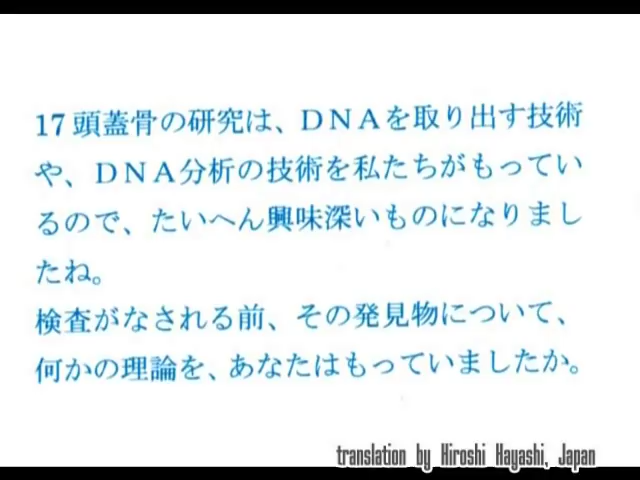 17頭蓋骨の研究は、ＤＮＡを取り出す技術
や、ＤＮＡ分析の技術を私たちがもってい
るので、たいへん興味深いものになりまし
たね。
検査がなされる前、その発見物について、
何かの理論を、あなたはもっていましたか。
translation by Hiroshi Hayashi, Japan